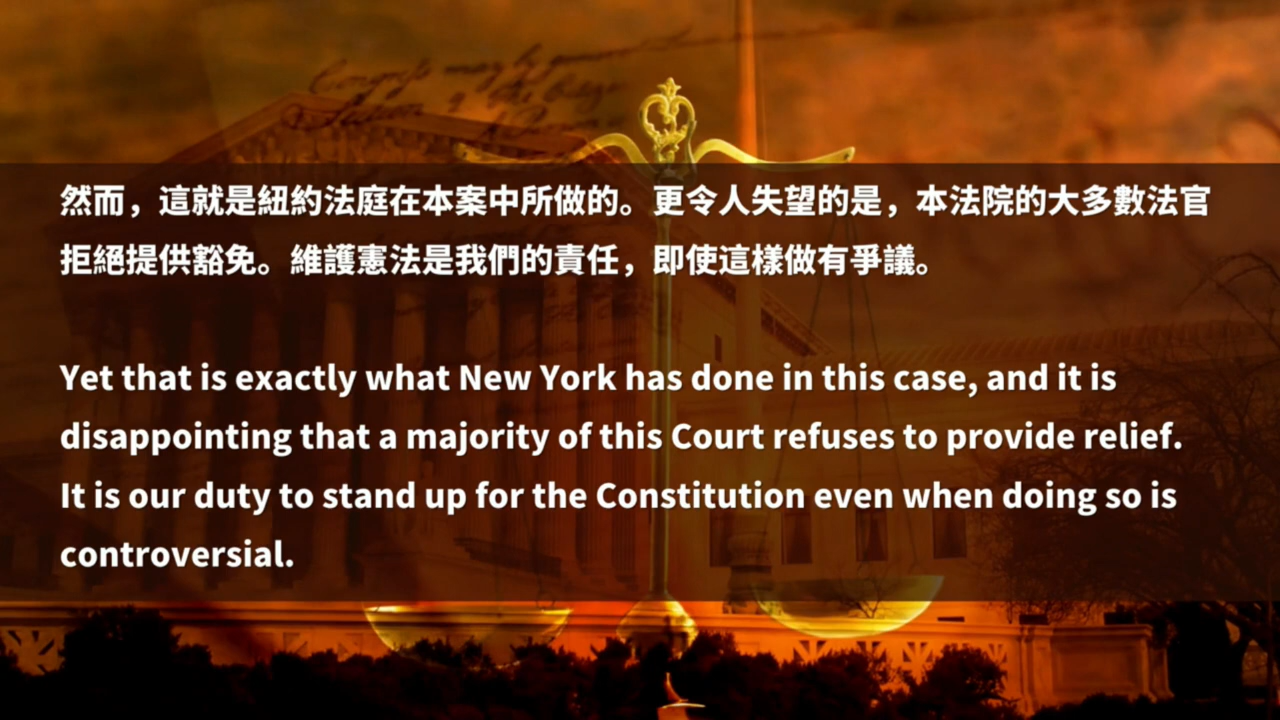 Congress may by general
然而，這就是紐約法庭在本案中所做的。更令人失望的是，本法院的大多數法官
拒絕提供豁免。維護憲法是我們的責任，即使這樣做有爭議。
Yet that is exactly what New York has done in this case, and it is
disappointing that a majority of this Court refuses to provide relief.
It is our duty to stand up for the Constitution even when doing so is
controversial.